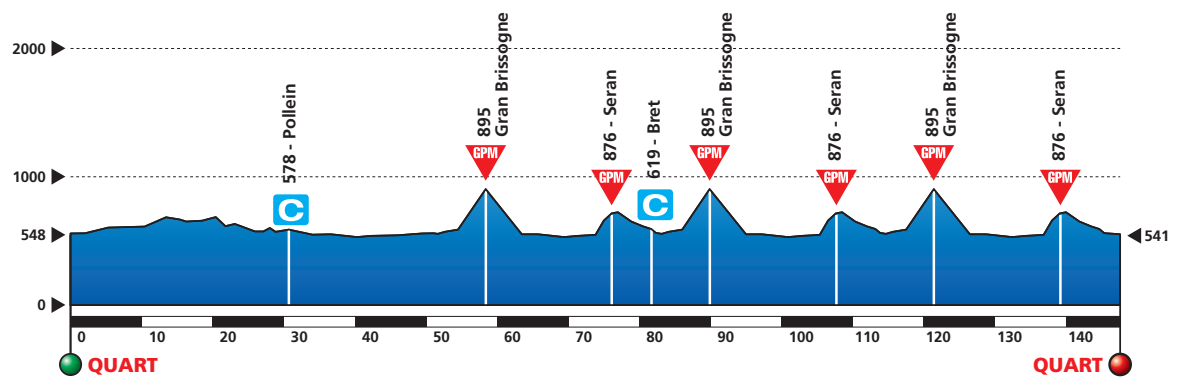 2000
1000
548
0
578 - Pollein
C
895
Gran Brissogne
GPM
876 - Seran
GPM
619 - Bret
C
895
Gran Brissogne
GPM
876 - Seran
GPM
895
Gran Brissogne
GPM
876 - Seran
GPM
541
0 10 20 30 40 50 60 70 80 90 100 110 120 130 140
QUART
QUART